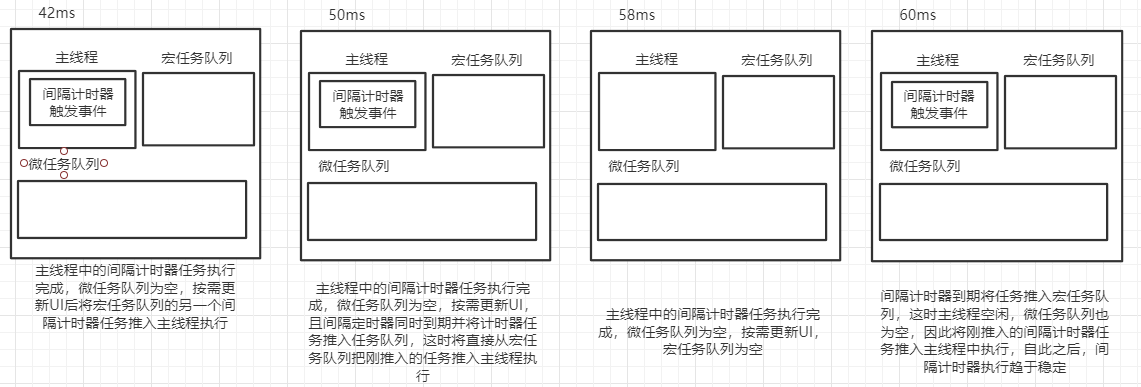 42ms
主线程
宏任务队列
间隔计时器
触发事件
微任务队列
主线程中的间隔计时器任务执行
完成，微任务队列为空，按需更
新UI后将宏任务队列的另一个间
隔计时器任务推入主线程执行
50ms
主线程
宏任务队列
间隔计时器
触发事件
微任务队列
主线程中的间隔计时器任务执行完
成，微任务队列为空，按需更新UI，
且间隔定时器同时到期并将计时器任
务推入任务队列，这时将直接从宏任
务队列把刚推入的任务推入主线程执
行
58ms
主线程
宏任务队列
微任务队列
主线程中的间隔计时器任务执行完
成，微任务队列为空，按需更新UI，
宏任务队列为空
60ms
主线程
宏任务队列
间隔计时器
触发事件
微任务队列
间隔计时器到期将任务推入宏任务队
列，这时主线程空闲，微任务队列也
为空，因此将刚推入的间隔计时器任
务推入主线程中执行，自此之后，间
隔计时器执行趋于稳定